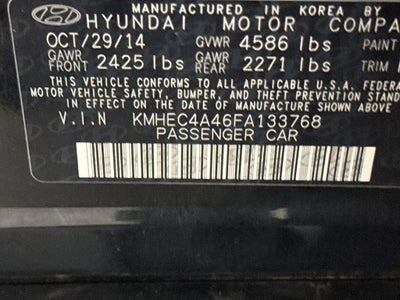 MANUFACTURED IN KOREA B
HYUNDAI MOTOR COMPA
OCT/29/14 GVWR 4586 lbs PAINT
GAWR FRONT 2425 lbs GAWR REAR 2271 lbs TRIM
THIS VEHICLE CONFORMS TO ALL APPLICABLE U.S.A. FEDERA
MOTOR VEHICLE SAFETY, BUMPER, AND THEFT PREVENTION STA
IN EFFECT ON THE DATE OF MANUFACTURE SHOWN ABOVE.
V.I.N KMHEC4A46FA133768
PASSENGER CAR